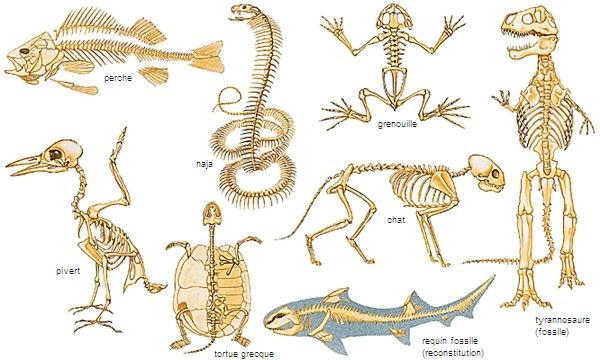 perche
naja
grenouille
chat
pivert
tortue grecque
requin fossile
(reconstitution)
tyrannosaure
(fossile)